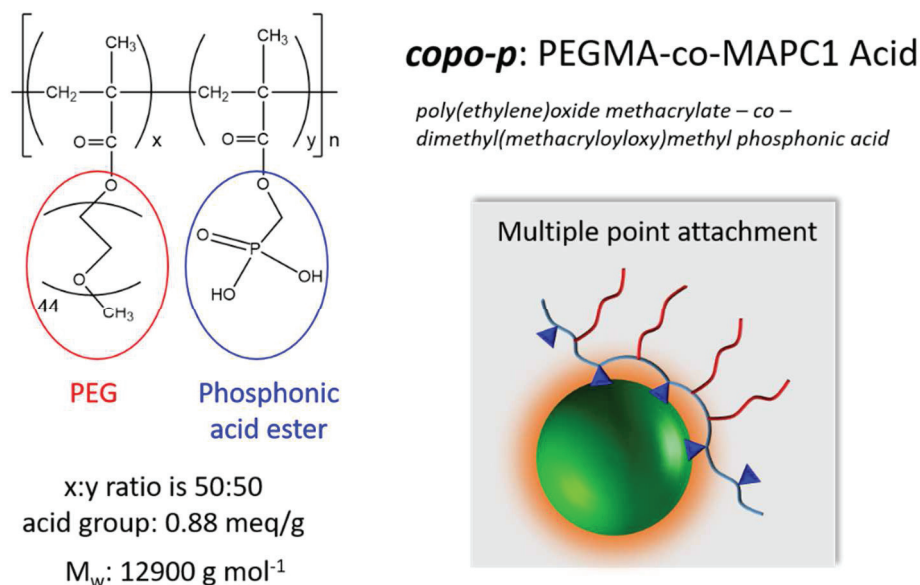 CH₃
CH₃
CH₂
C
CH₂
C
O=C
x
O=C
y
n
O
O
O
P
OH
O
HO
44
CH₃
PEG
Phosphonic
acid ester
x:y ratio is 50:50
acid group: 0.88 meq/g
Mw: 12900 g mol⁻¹
copo-p: PEGMA-co-MAPC1 Acid
poly(ethylene)oxide methacrylate – co –
dimethyl(methacryloyloxy)methyl phosphonic acid
Multiple point attachment